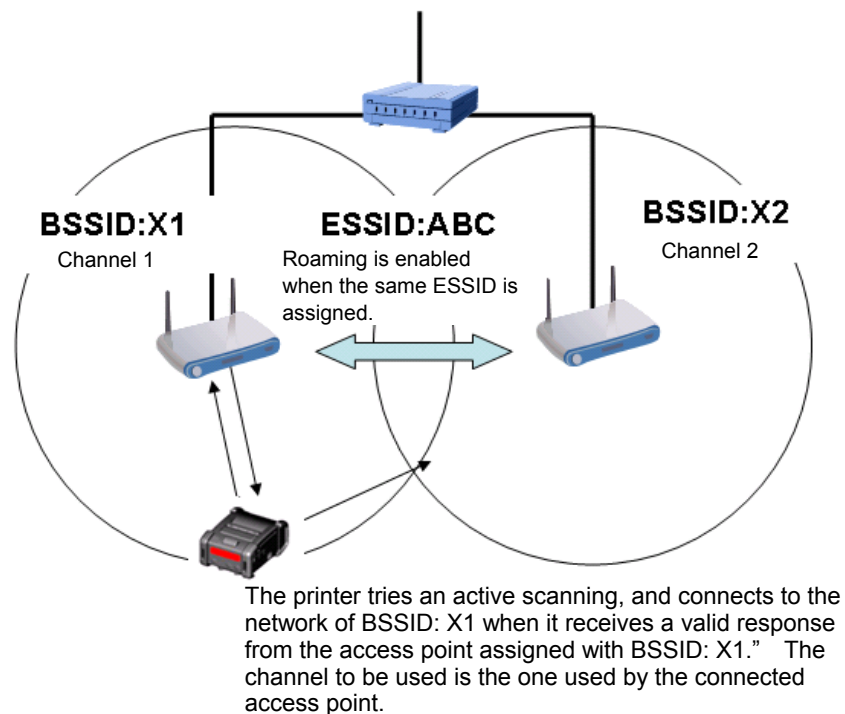 BSSID:X1
Channel 1
ESSID:ABC
Roaming is enabled
when the same ESSID is
assigned.
BSSID:X2
Channel 2
The printer tries an active scanning, and connects to the
network of BSSID: X1 when it receives a valid response
from the access point assigned with BSSID: X1.” The
channel to be used is the one used by the connected
access point.